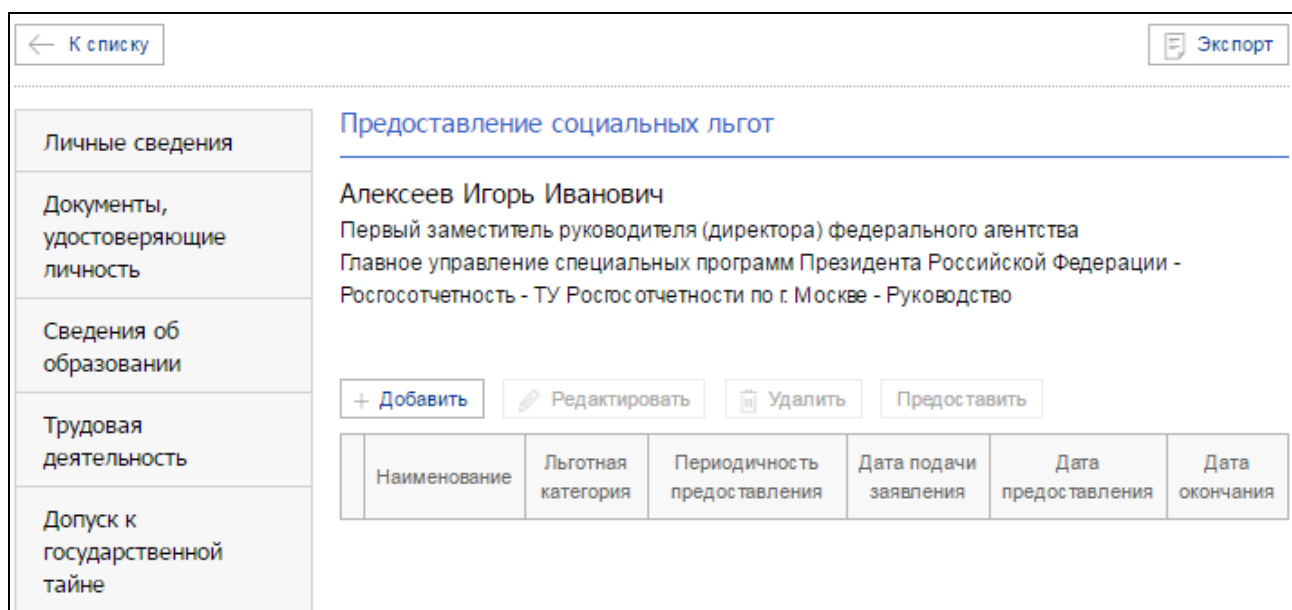 К списку
Экспорт
Личные сведения
Документы,
удостоверяющие
личность
Сведения об
образовании
Трудовая
деятельность
Допуск к
государственной
тайне
Предоставление социальных льгот
Алексеев Игорь Иванович
Первый заместитель руководителя (директора) федерального агентства
Главное управление специальных программ Президента Российской Федерации -
Росгосотчетность - ТУ Росгосотчетности по г. Москве - Руководство
+ Добавить
Редактировать
Удалить
Предоставить
Наименование
Льготная
категория
Периодичность
предоставления
Дата подачи
заявления
Дата
предоставления
Дата
окончания